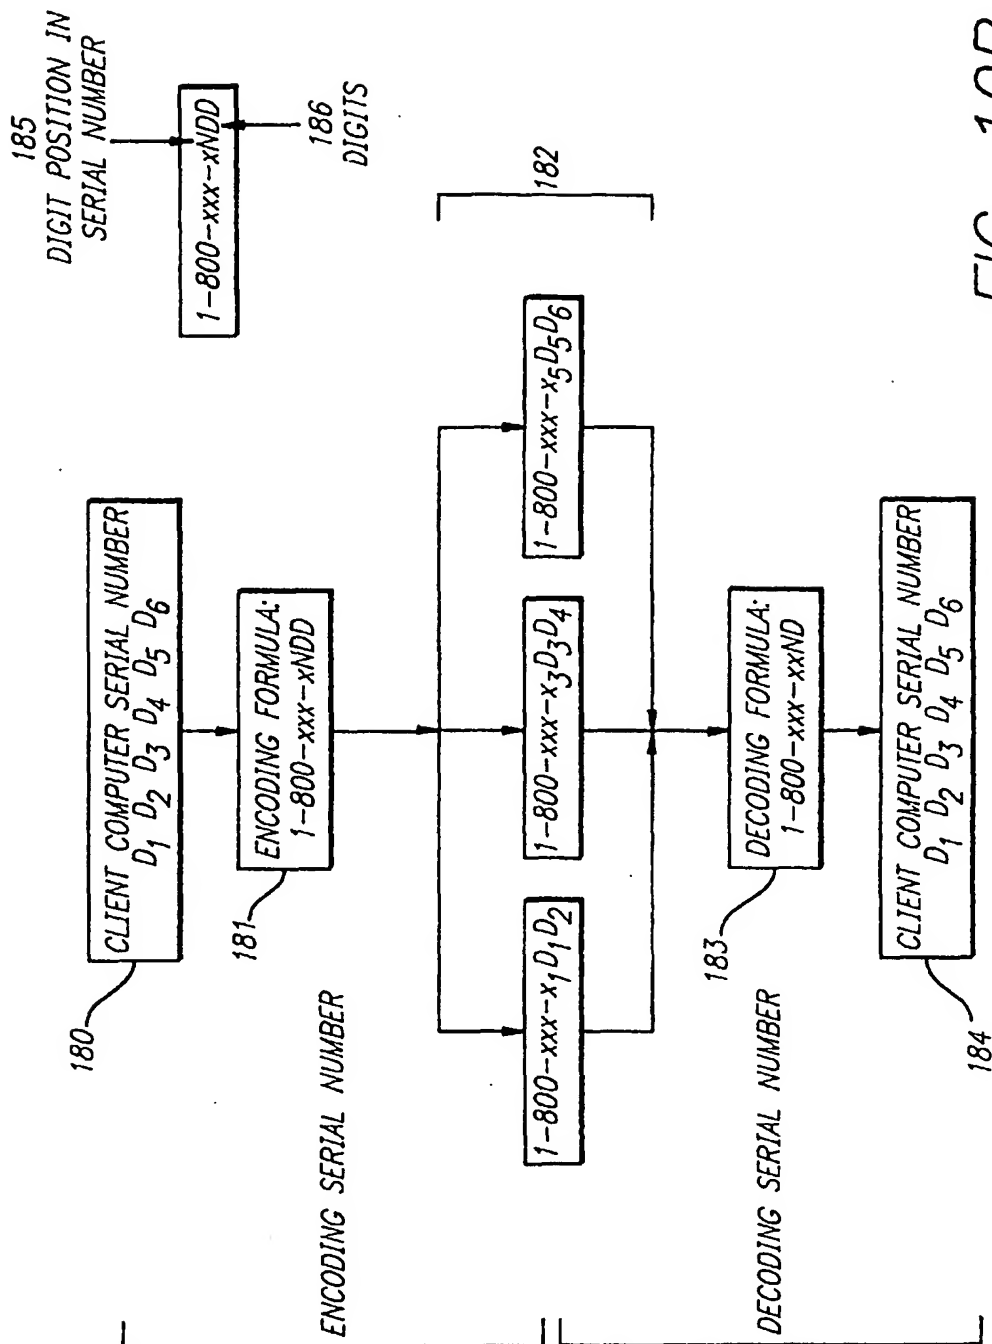 185
DIGIT POSITION IN
SERIAL NUMBER
1-800-xxx-xNDD
186
DIGITS
CLIENT COMPUTER SERIAL NUMBER
D₁ D₂ D₃ D₄ D₅ D₆
180
ENCODING FORMULA:
1-800-xxx-xNDD
181
ENCODING SERIAL NUMBER
1-800-xxx-x₁D₁D₂
1-800-xxx-x₃D₃D₄
1-800-xxx-x₅D₅D₆
182
DECODING FORMULA:
1-800-xxx-xxND
183
DECODING SERIAL NUMBER
CLIENT COMPUTER SERIAL NUMBER
D₁ D₂ D₃ D₄ D₅ D₆
184
FIG